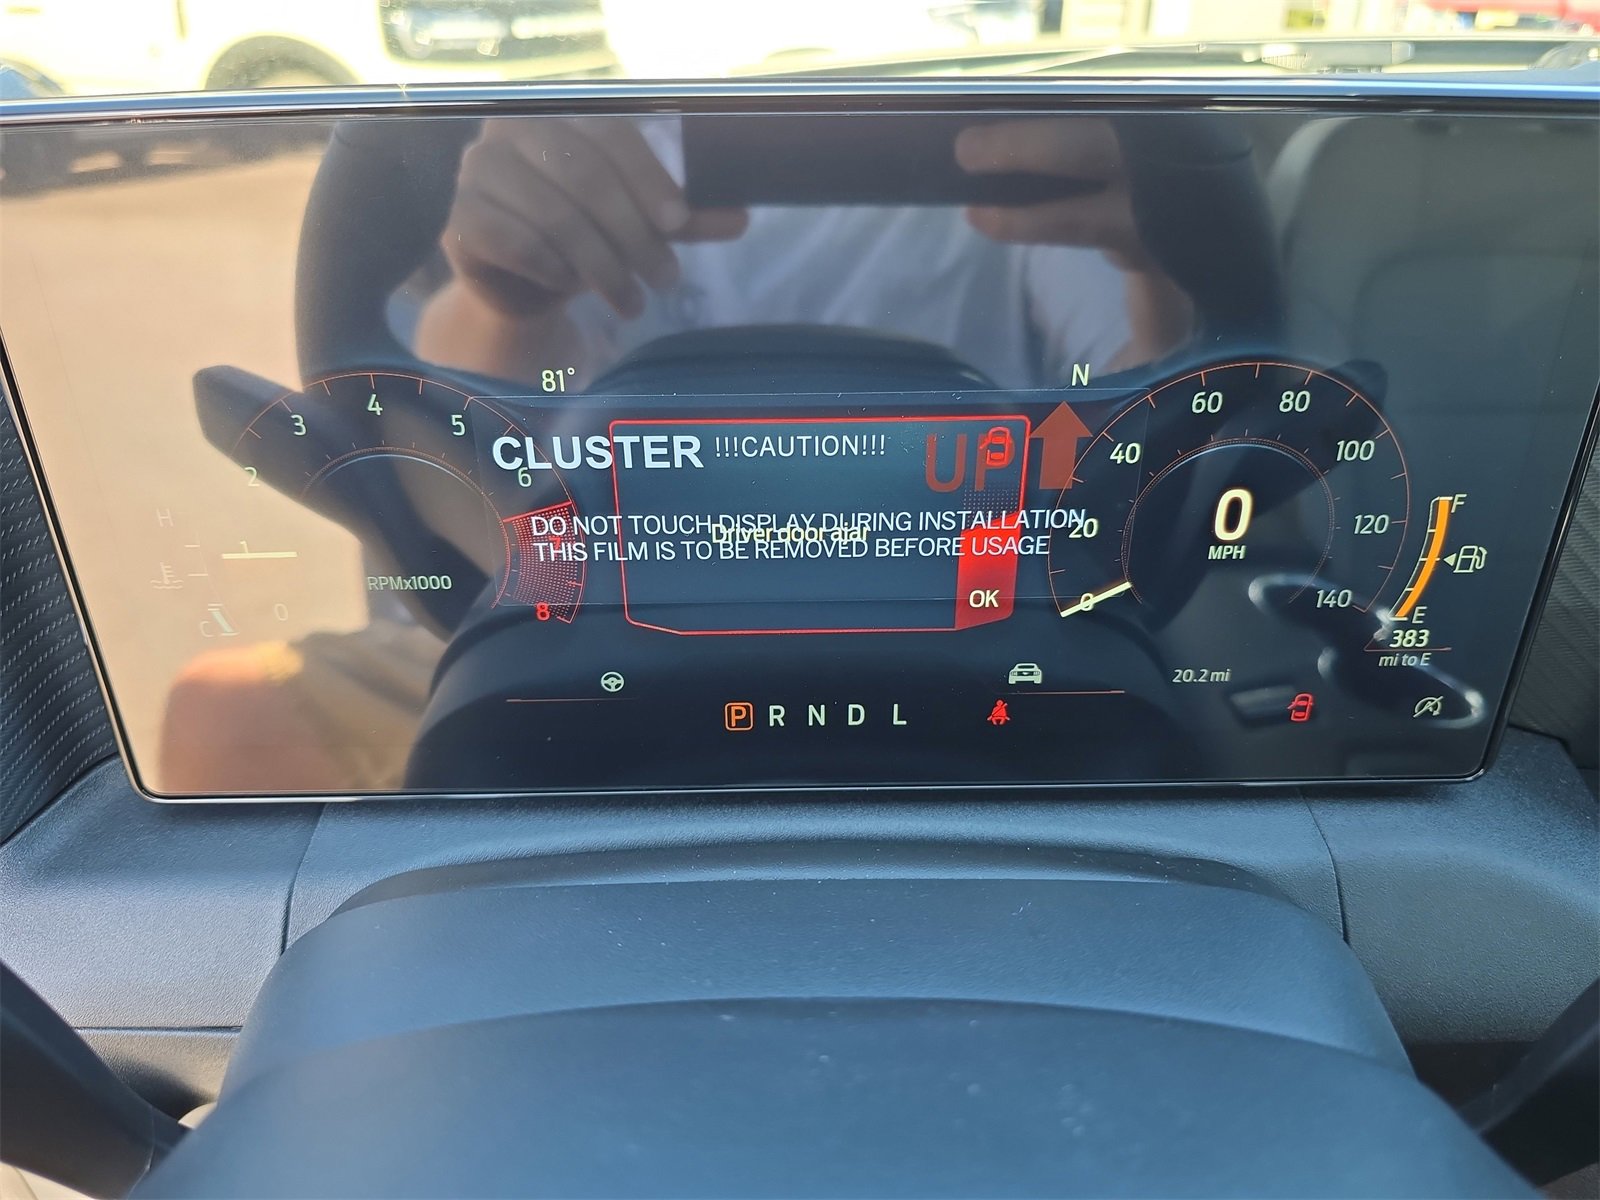 81°
N
3
4
5
2
6
1
0
8
H
C
RPMx1000
CLUSTER !!!CAUTION!!!
UP
DO NOT TOUCH DISPLAY DURING INSTALLATION
THIS FILM IS TO BE REMOVED BEFORE USAGE
Driver door ajar
OK
60
80
40
100
20
120
0
140
0
MPH
F
E
383
mi to E
20.2 mi
P R N D L